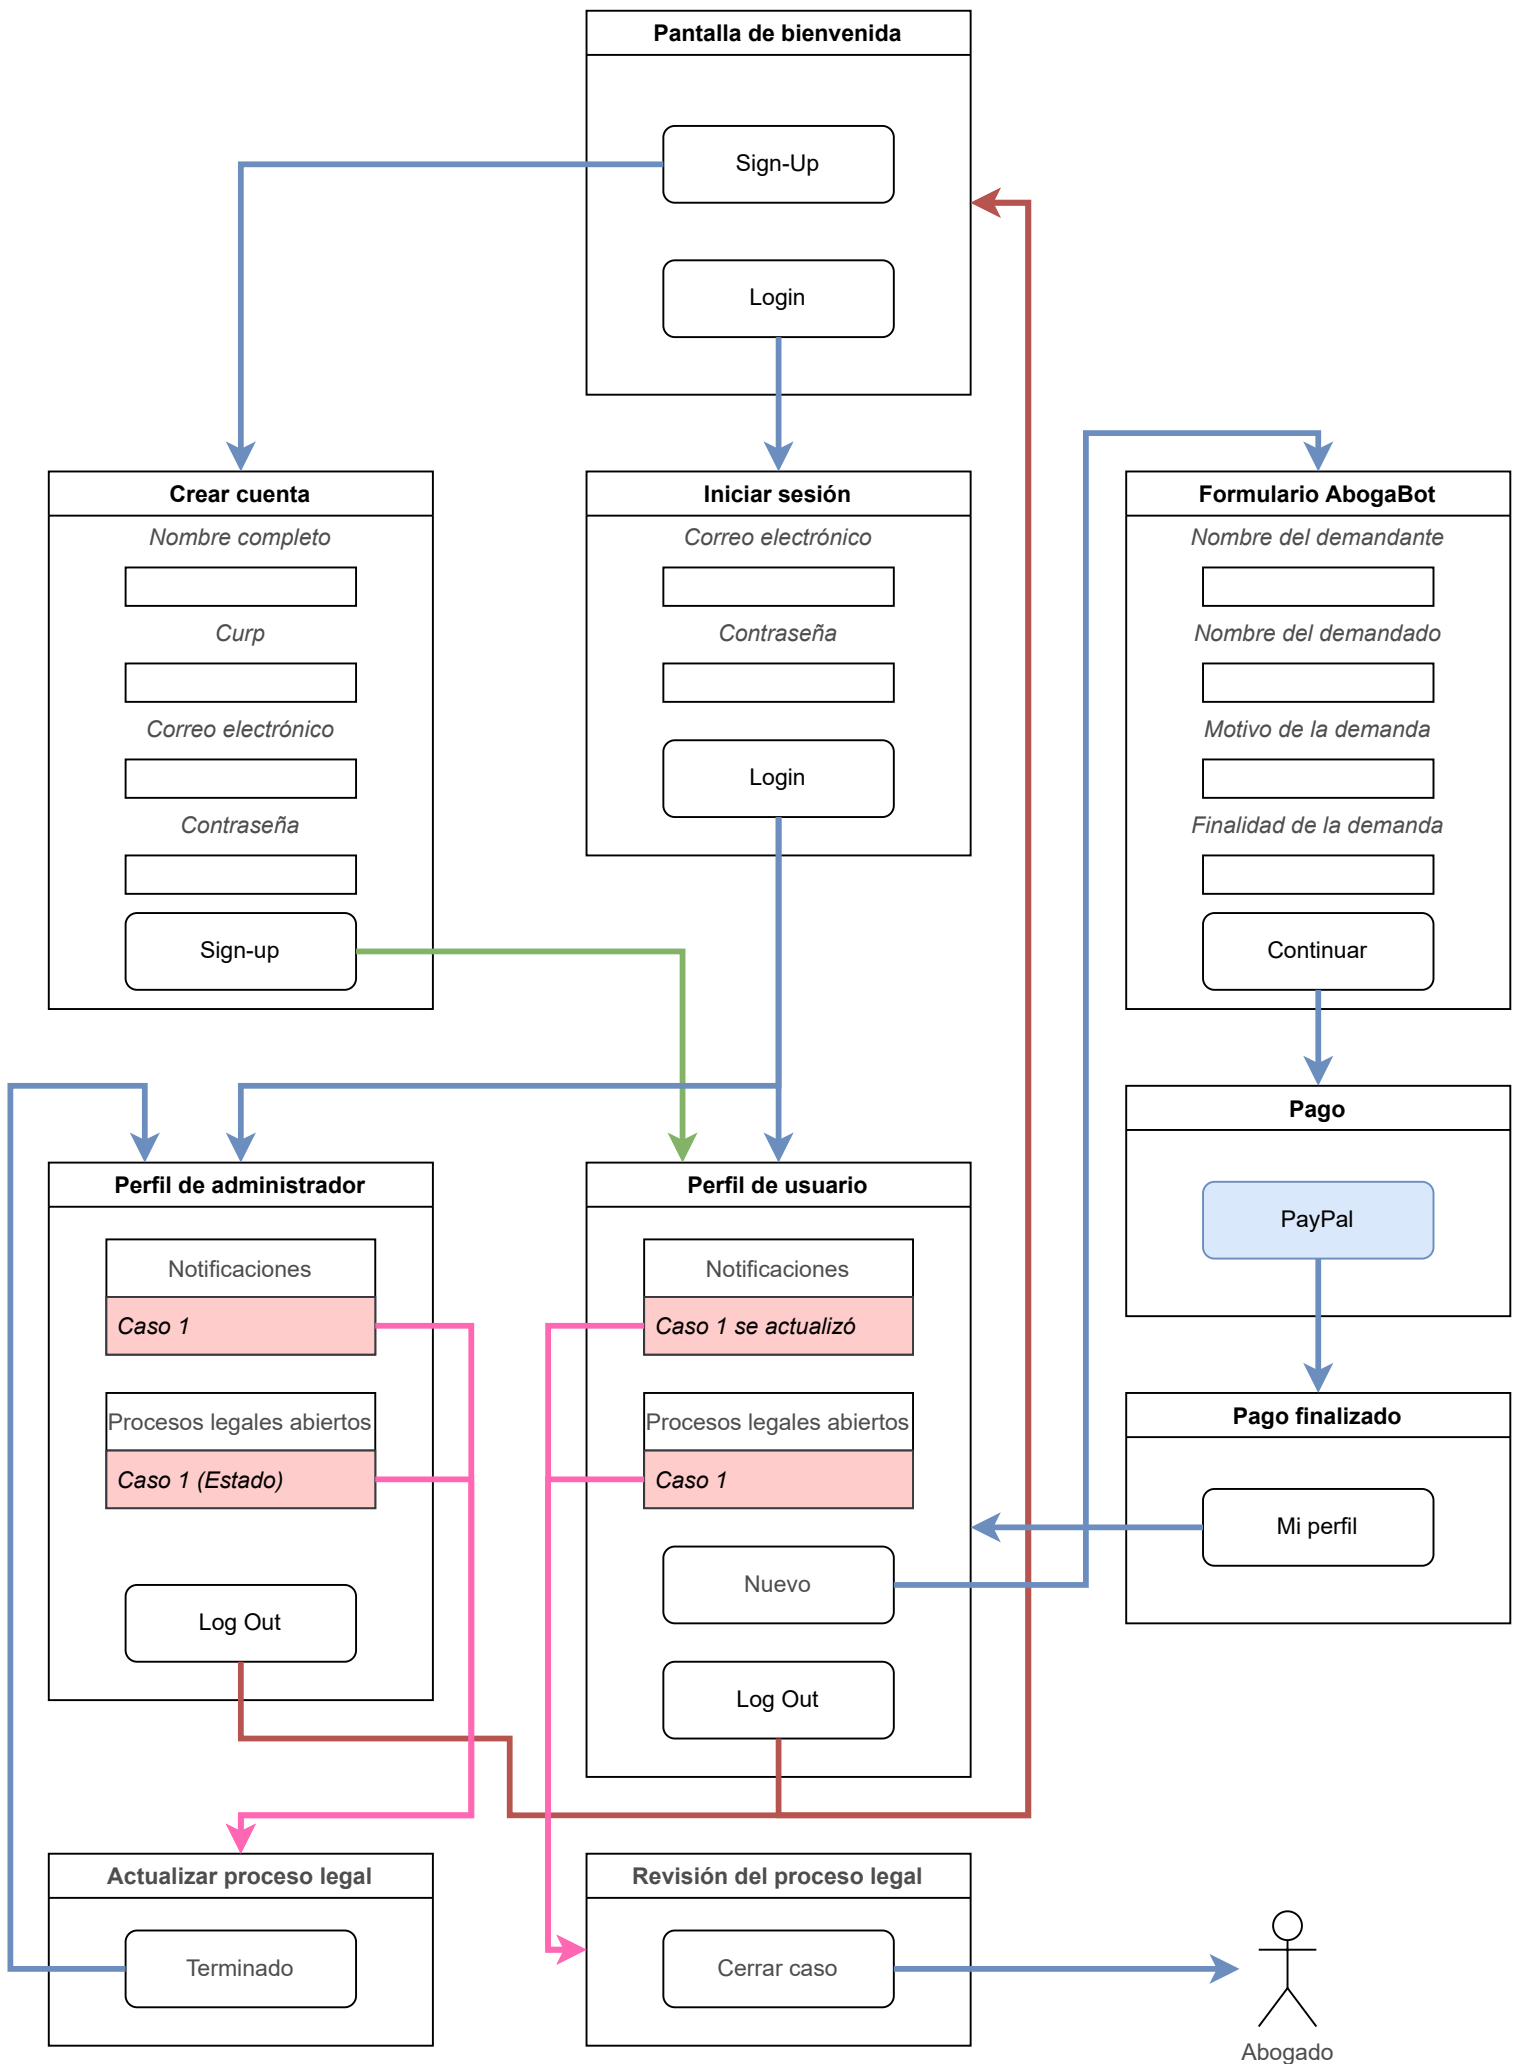 Pantalla de bienvenida
Sign-Up
Login
Crear cuenta
Nombre completo
Curp
Correo electrónico
Contraseña
Sign-up
Iniciar sesión
Correo electrónico
Contraseña
Login
Formulario AbogaBot
Nombre del demandante
Nombre del demandado
Motivo de la demanda
Finalidad de la demanda
Continuar
Pago
PayPal
Pago finalizado
Mi perfil
Perfil de administrador
Notificaciones
Caso 1
Procesos legales abiertos
Caso 1 (Estado)
Log Out
Perfil de usuario
Notificaciones
Caso 1 se actualizó
Procesos legales abiertos
Caso 1
Nuevo
Log Out
Actualizar proceso legal
Terminado
Revisión del proceso legal
Cerrar caso
Abogado